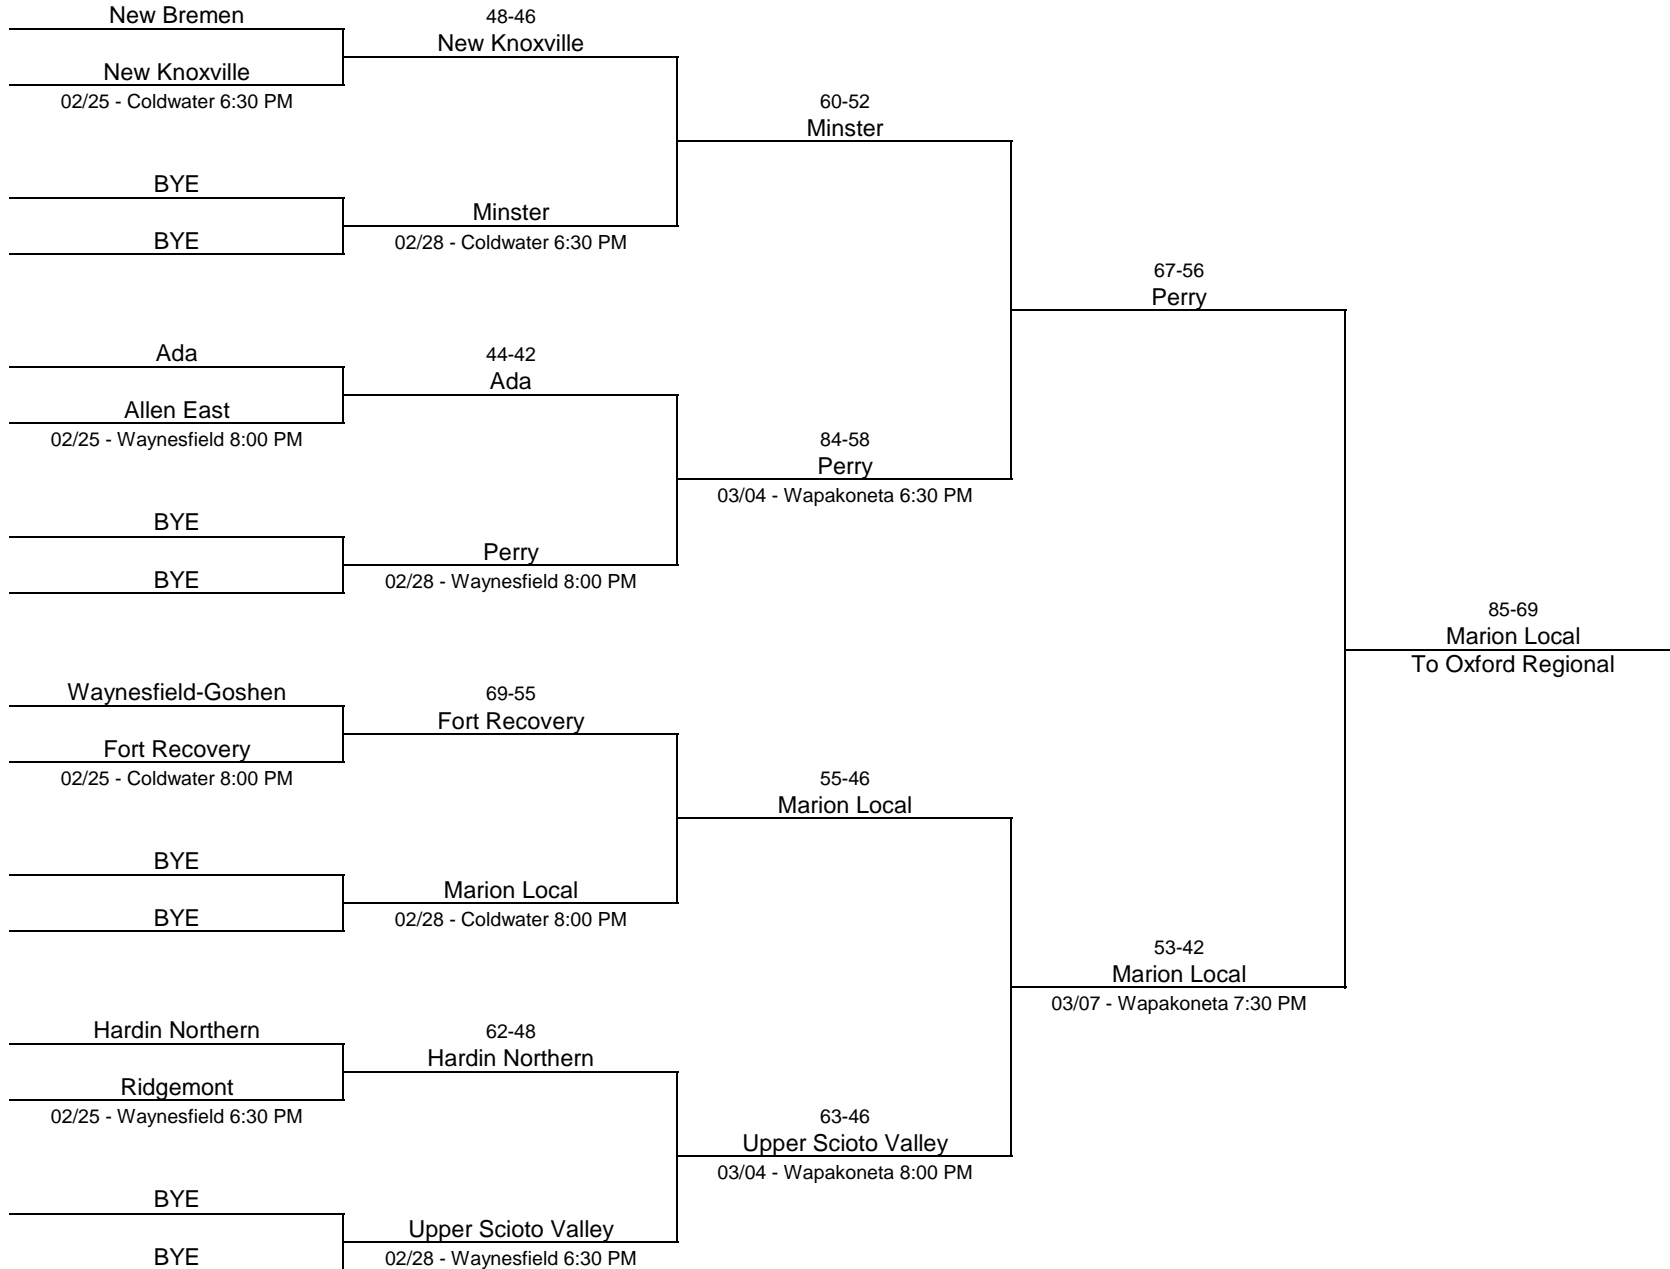 New Bremen
48-46
New Knoxville
New Knoxville
02/25 - Coldwater 6:30 PM
60-52
Minster
BYE
Minster
BYE
02/28 - Coldwater 6:30 PM
67-56
Perry
Ada
44-42
Ada
Allen East
02/25 - Waynesfield 8:00 PM
84-58
Perry
03/04 - Wapakoneta 6:30 PM
BYE
Perry
BYE
02/28 - Waynesfield 8:00 PM
85-69
Marion Local
To Oxford Regional
Waynesfield-Goshen
69-55
Fort Recovery
Fort Recovery
02/25 - Coldwater 8:00 PM
55-46
Marion Local
BYE
Marion Local
BYE
02/28 - Coldwater 8:00 PM
53-42
Marion Local
03/07 - Wapakoneta 7:30 PM
Hardin Northern
62-48
Hardin Northern
Ridgemont
02/25 - Waynesfield 6:30 PM
63-46
Upper Scioto Valley
03/04 - Wapakoneta 8:00 PM
BYE
Upper Scioto Valley
BYE
02/28 - Waynesfield 6:30 PM